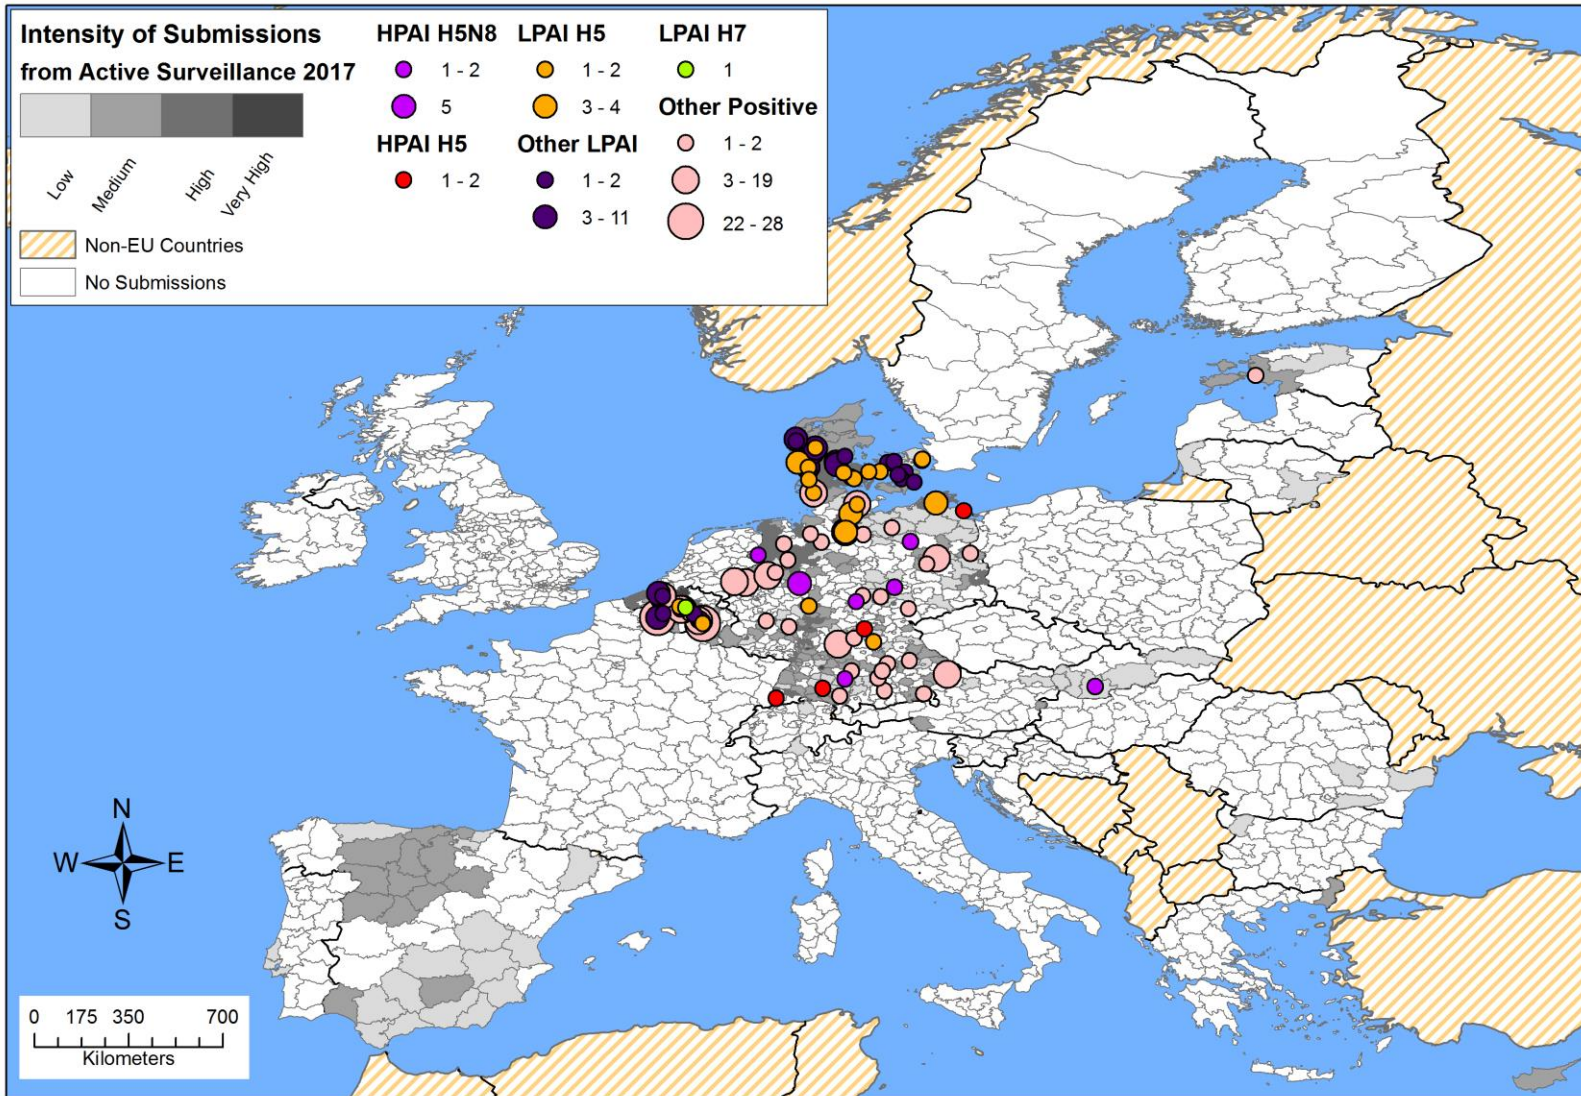 Intensity of Submissions
from Active Surveillance 2017
Low
Medium
High
Very High
Non-EU Countries
No Submissions
HPAI H5N8
1 - 2
5
HPAI H5
1 - 2
LPAI H5
1 - 2
3 - 4
Other LPAI
1 - 2
3 - 11
LPAI H7
1
Other Positive
1 - 2
3 - 19
22 - 28
N
W
E
S
0 175 350 700
Kilometers